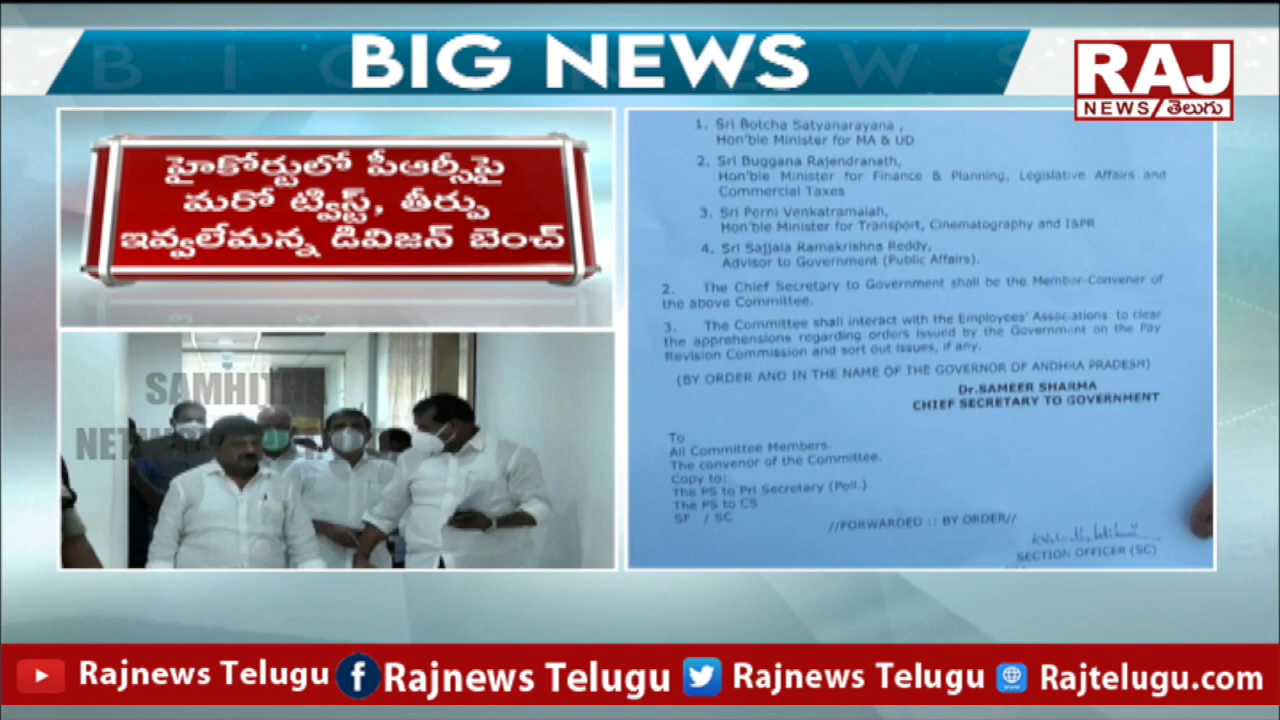 BIG NEWS
RAJ
NEWS తెలుగు
హైకోర్టులో పీఆర్సీపై
మరో ట్విస్ట్, తీర్పు
ఇవ్వలేమన్న డివిజన్ బెంచ్
SAMHITHA
1. Sri Botcha Satyanarayana,
Hon'ble Minister for MA & UD
2. Sri Buggana Rajendranath,
Hon'ble Minister for Finance & Planning, Legislative Affairs and
Commercial Taxes
3. Sri Perni Venkatramaiah,
Hon'ble Minister for Transport, Cinematography and I&PR
4. Sri Sajjala Ramakrishna Reddy,
Advisor to Government (Public Affairs).
2. The Chief Secretary to Government shall be the Member-Convener of
the above Committee.
3. The Committee shall interact with the Employees' Associations to clear
the apprehensions regarding orders issued by the Government on the Pay
Revision Commission and sort out issues, if any.
(BY ORDER AND IN THE NAME OF THE GOVERNOR OF ANDHRA PRADESH)
Dr.SAMEER SHARMA
CHIEF SECRETARY TO GOVERNMENT
To
All Committee Members.
The convenor of the Committee.
Copy to:
The PS to Prl Secretary (Poll.)
The PS to CS
SF / SC
//FORWARDED :: BY ORDER//
SECTION OFFICER (SC)
Rajnews Telugu
Rajnews Telugu
Rajnews Telugu
Rajtelugu.com